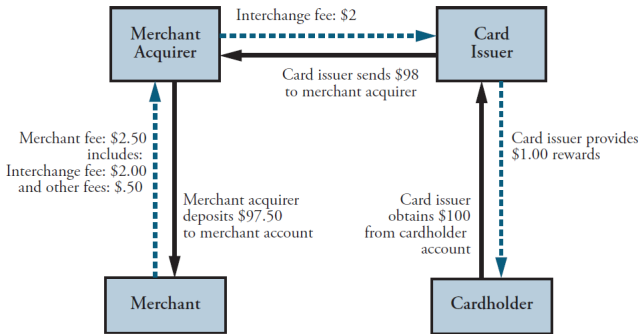 Interchange fee: $2
Merchant
Acquirer
Card
Issuer
Card issuer sends $98
to merchant acquirer
Merchant fee: $2.50
includes:
Interchange fee: $2.00
and other fees: $.50
Merchant acquirer
deposits $97.50
to merchant account
Card issuer
obtains $100
from cardholder
account
Card issuer provides
$1.00 rewards
Merchant
Cardholder